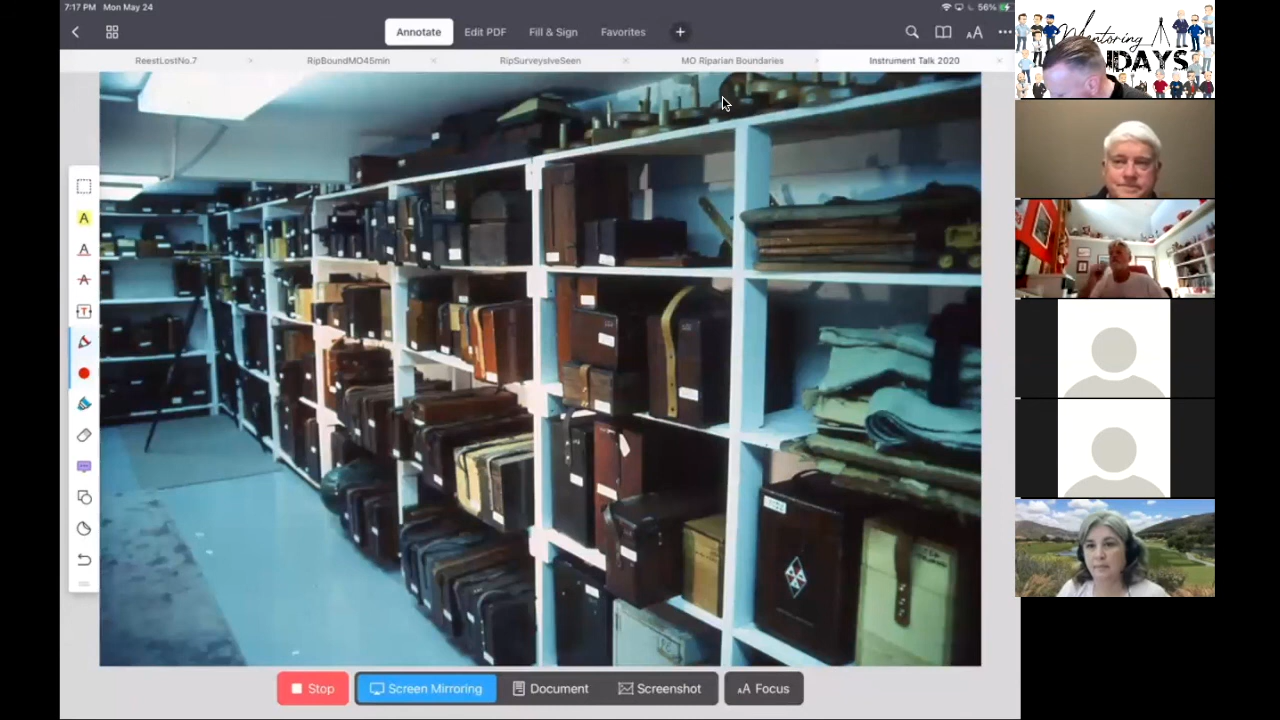 7:17 PM Mon May 24
56%
Annotate
Edit PDF
Fill & Sign
Favorites
ReestLostNo.7
RipBoundMO45min
RipSurveysIveSeen
MO Riparian Boundaries
Instrument Talk 2020
Mentoring
DAYS
Stop
Screen Mirroring
Document
Screenshot
Focus